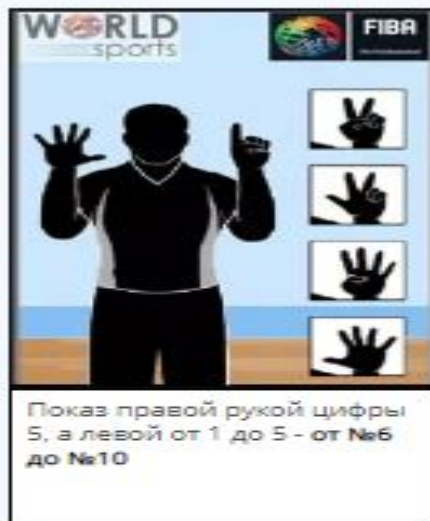 WORLD
sports
FIBA
Показ правой рукой цифры
5, а левой от 1 до 5 - от №6
до №10